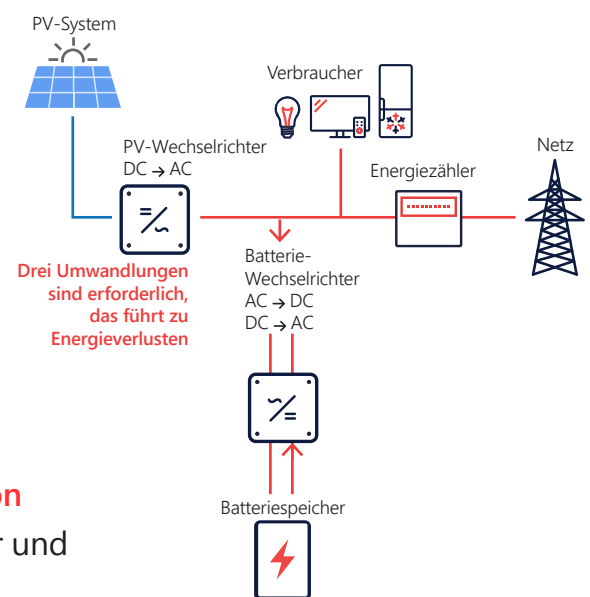 PV-System
Verbraucher
PV-Wechselrichter
DC → AC
Energiezähler
Netz
Drei Umwandlungen
sind erforderlich,
das führt zu
Energieverlusten
Batterie-
Wechselrichter
AC → DC
DC → AC
Batteriespeicher
und